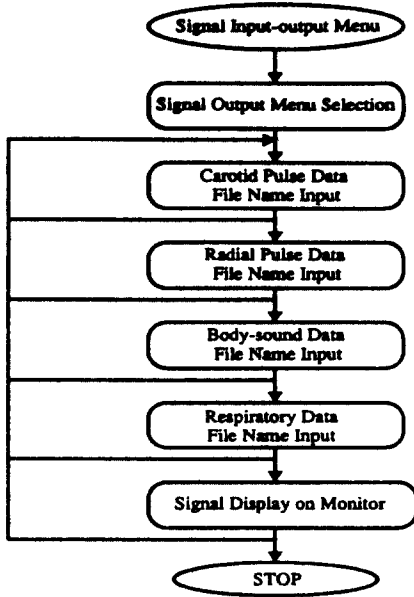 Signal Input-output Menu
Signal Output Menu Selection
Carotid Pulse Data
File Name Input
Radial Pulse Data
File Name Input
Body-sound Data
File Name Input
Respiratory Data
File Name Input
Signal Display on Monitor
STOP